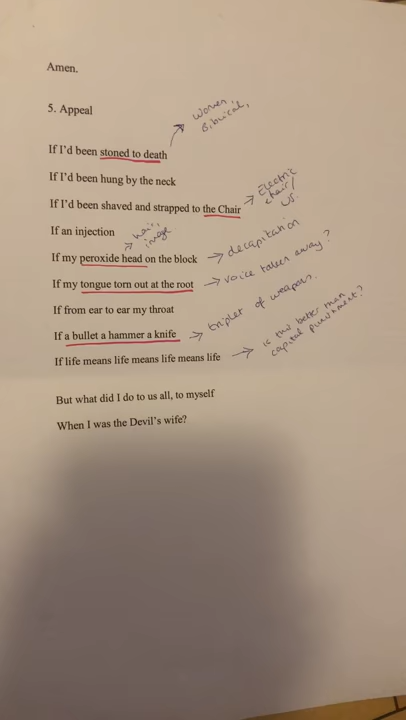 Amen.
5. Appeal
women,
Biblical,
If I'd been stoned to death
If I'd been hung by the neck
Electric
chair/
US.
If I'd been shaved and strapped to the Chair
If an injection
hair,
image
If my peroxide head on the block
decapitation
If my tongue torn out at the root
voice taken away?
If from ear to ear my throat
If a bullet a hammer a knife
triplet of weapons.
If life means life means life means life
is this better than
capital punishment?
But what did I do to us all, to myself
When I was the Devil's wife?